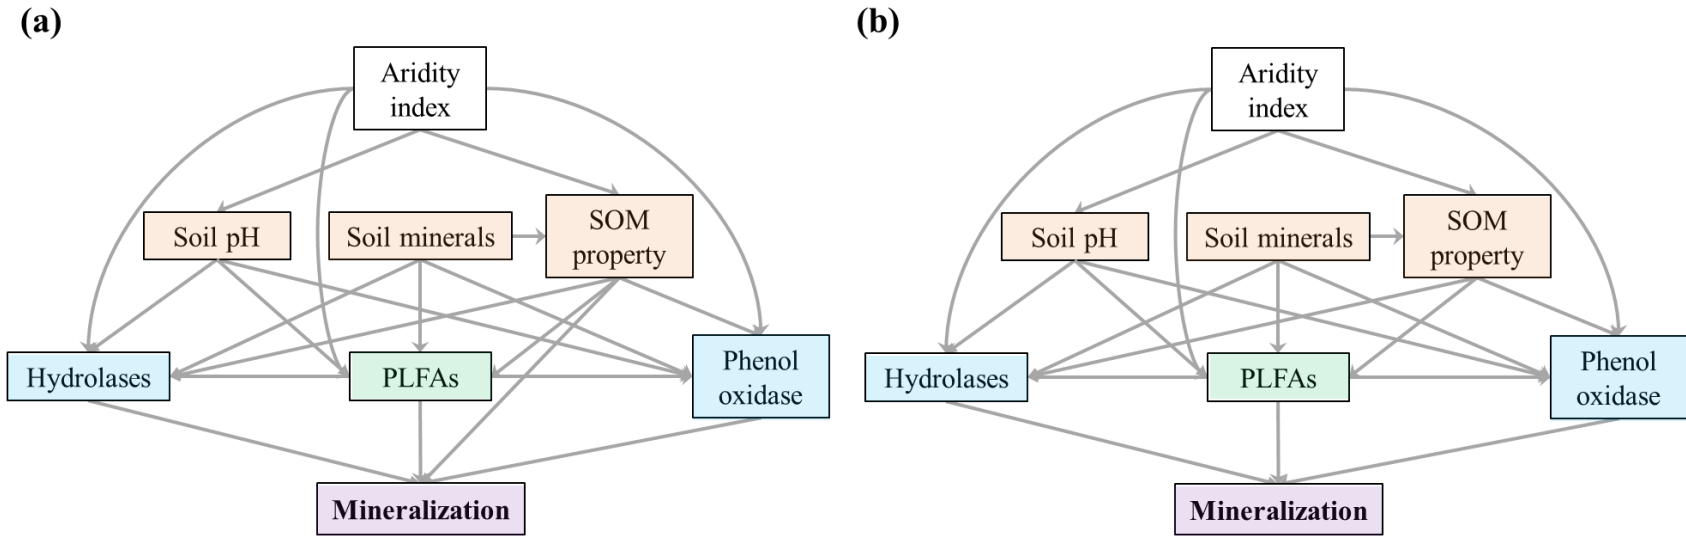 (a)
Aridity
index
Soil pH
Soil minerals
SOM
property
Hydrolases
PLFAs
Phenol
oxidase
Mineralization
(b)
Aridity
index
Soil pH
Soil minerals
SOM
property
Hydrolases
PLFAs
Phenol
oxidase
Mineralization